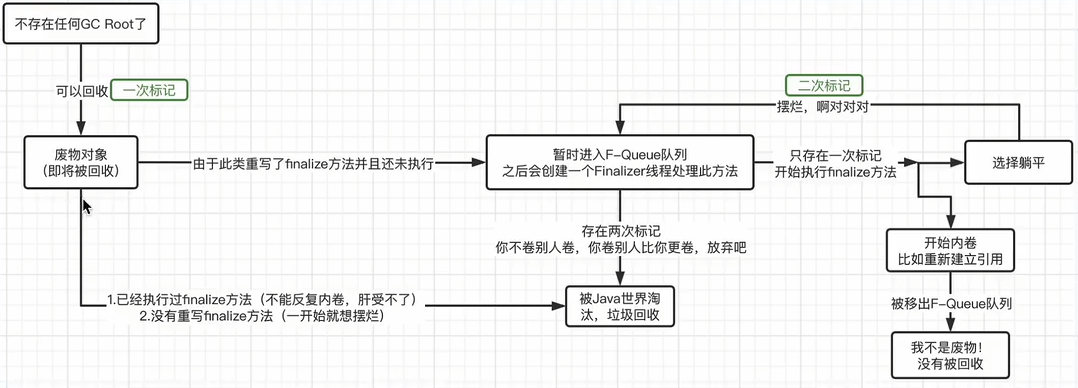 不存在任何GC Root了
可以回收
一次标记
废物对象
（即将被回收）
由于此类重写了finalize方法并且还未执行
暂时进入F-Queue队列
之后会创建一个Finalizer线程处理此方法
二次标记
摆烂，啊对对对
只存在一次标记
开始执行finalize方法
选择躺平
存在两次标记
你不卷别人卷，你卷别人比你更卷，放弃吧
开始内卷
比如重新建立引用
1.已经执行过finalize方法（不能反复内卷，肝受不了）
2.没有重写finalize方法（一开始就想摆烂）
被Java世界淘
汰，垃圾回收
被移出F-Queue队列
我不是废物！
没有被回收